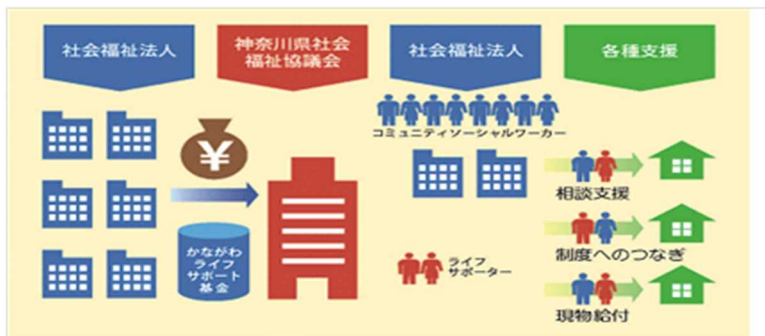 社会福祉法人
神奈川県社会
福祉協議会
社会福祉法人
各種支援
コミュニティソーシャルワーカー
¥
相談支援
かながわ
ライフ
サポート
基金
ライフ
サポーター
制度へのつなぎ
現物給付